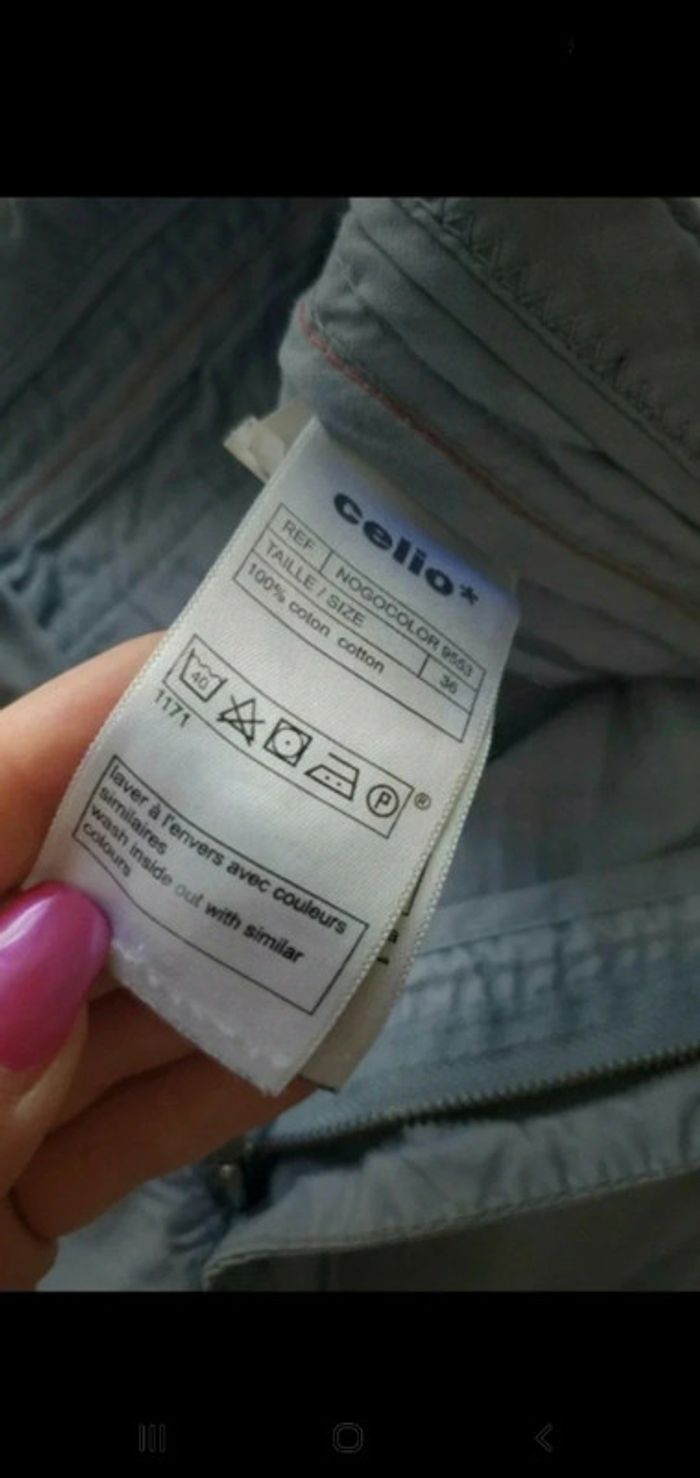 celio*
REF NOGOCOLOR 9553
TAILLE / SIZE 36
100% coton cotton
40 P ®
1171
laver à l'envers avec couleurs
similaires
wash inside out with similar
colours
a